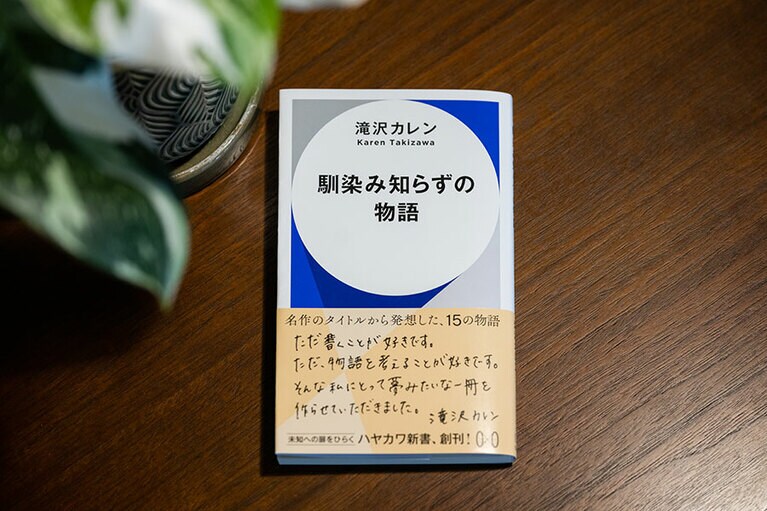 滝沢カレン
Karen Takizawa
馴染み知らずの
物語
名作のタイトルから発想した、15の物語
ただ書くことが好きです。
ただ、物語を考えることが好きです。
そんな私にとって夢みたいな一冊を
作らせていただきました。
滝沢カレン
未知への扉をひらく ハヤカワ新書、創刊!